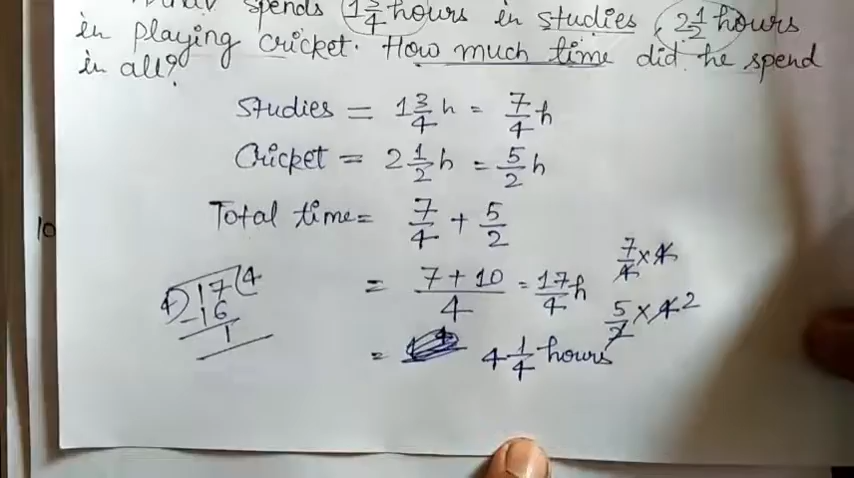 spends 1 3/4 hours in studies, 2 1/2 hours
in playing cricket. How much time did he spend
in all?
Studies = 1 3/4 h = 7/4 h
Cricket = 2 1/2 h = 5/2 h
Total time = 7/4 + 5/2
= (7+10)/4 = 17/4 h
= 4 1/4 hours
10
4)17(4
-16
1
7/4 × 4
5/2 × 4 2